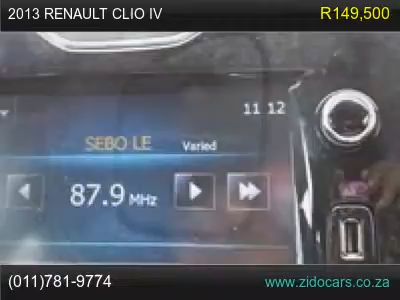 2013 RENAULT CLIO IV R149,500
11 12
SEBO LE Varied
87.9 MHz
(011)781-9774 www.zidocars.co.za